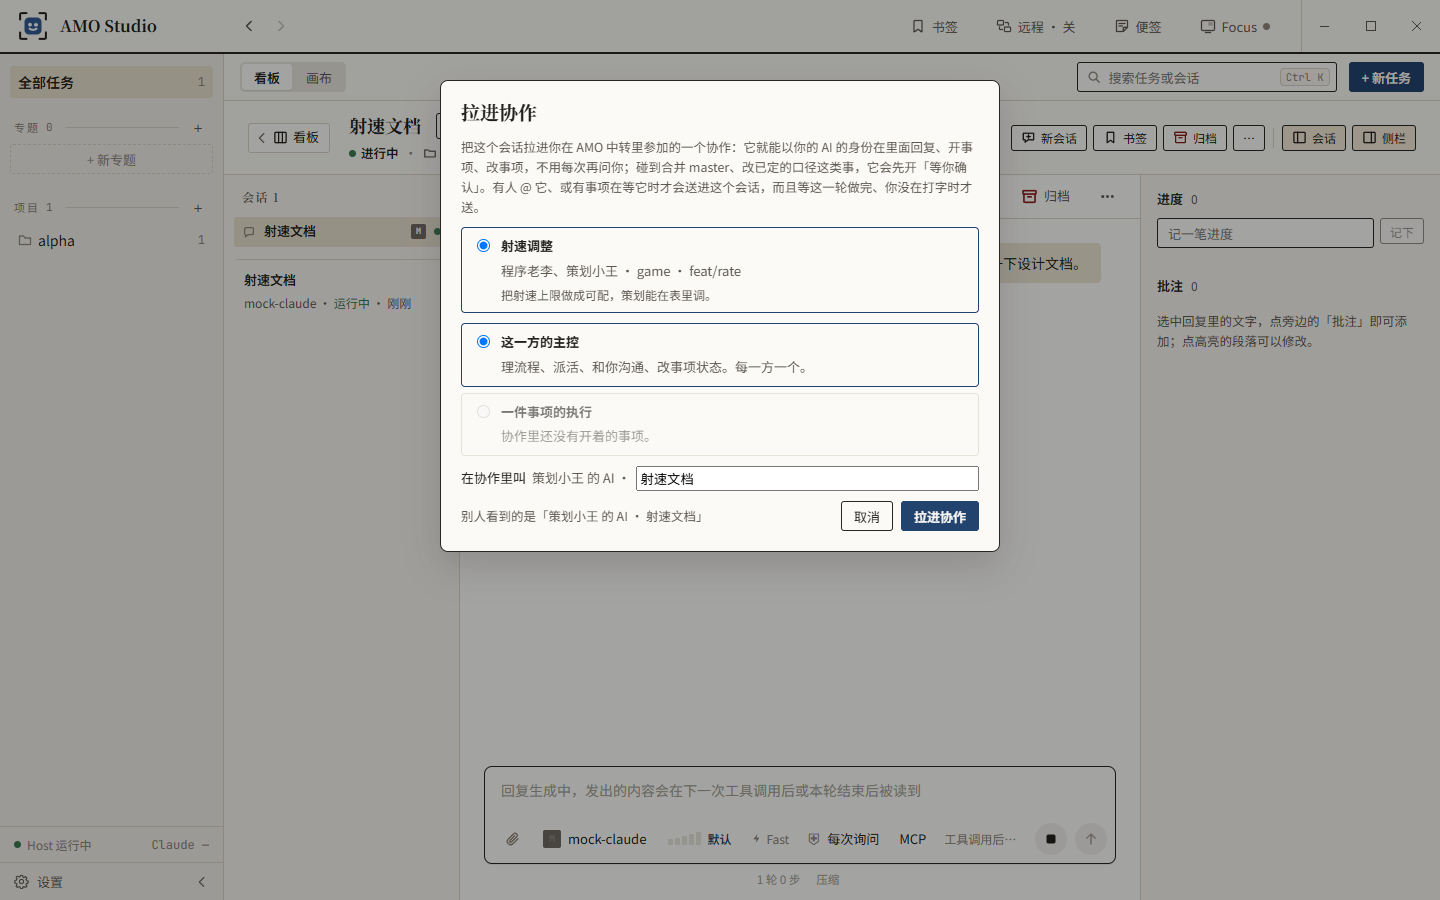 AMO Studio
书签
远程 · 关
便签
Focus
全部任务 1
专题 0
+
+ 新专题
项目 1
+
alpha 1
Host 运行中 Claude —
设置
看板 画布
搜索任务或会话 Ctrl K
+ 新任务
看板
射速文档
进行中 ·
新会话
书签
归档
···
会话
侧栏
会话 1
射速文档 M
射速文档
mock-claude · 运行中 · 刚刚
归档
···
一下设计文档。
拉进协作
把这个会话拉进你在 AMO 中转里参加的一个协作：它就能以你的 AI 的身份在里面回复、开事
项、改事项，不用每次再问你；碰到合并 master、改已定的口径这类事，它会先开「等你确
认」。有人 @ 它、或有事项在等它时才会送进这个会话，而且等这一轮做完、你没在打字时才
送。
射速调整
程序老李、策划小王 · game · feat/rate
把射速上限做成可配，策划能在表里调。
这一方的主控
理流程、派活、和你沟通、改事项状态。每一方一个。
一件事项的执行
协作里还没有开着的事项。
在协作里叫 策划小王 的 AI · 射速文档
别人看到的是「策划小王 的 AI · 射速文档」
取消
拉进协作
进度 0
记一笔进度
记下
批注 0
选中回复里的文字，点旁边的「批注」即可添
加；点高亮的段落可以修改。
回复生成中，发出的内容会在下一次工具调用后或本轮结束后被读到
M mock-claude 默认 Fast 每次询问 MCP 工具调用后···
1 轮 0 步 压缩